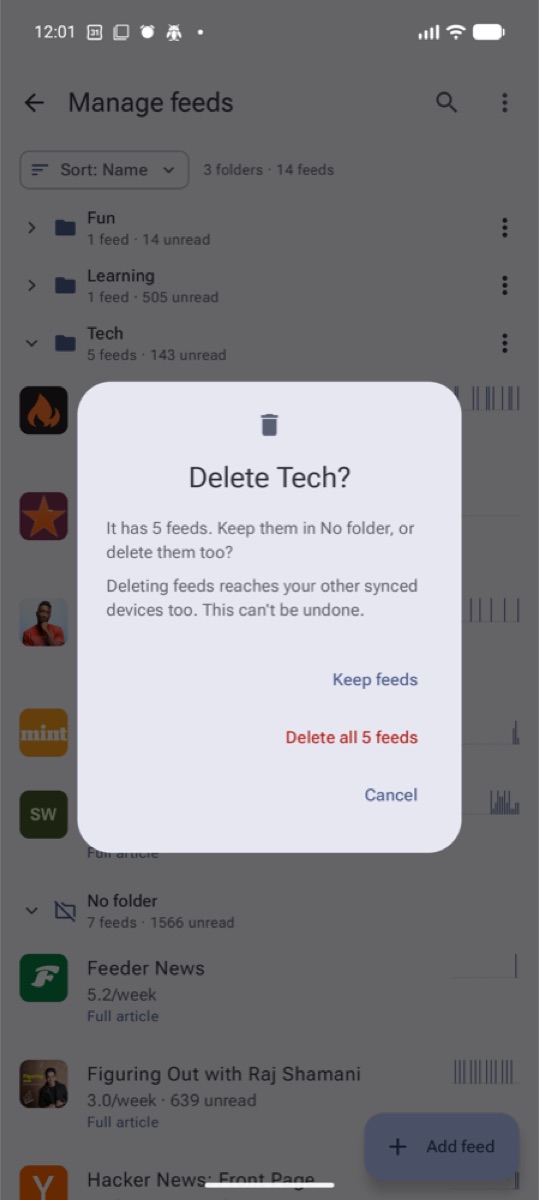 12:01
31
Manage feeds
Sort: Name
3 folders · 14 feeds
Fun
1 feed · 14 unread
Learning
1 feed · 505 unread
Tech
5 feeds · 143 unread
Delete Tech?
It has 5 feeds. Keep them in No folder, or
delete them too?
Deleting feeds reaches your other synced
devices too. This can't be undone.
Keep feeds
mint
Delete all 5 feeds
Cancel
SW
Full article
No folder
7 feeds · 1566 unread
Feeder News
5.2/week
Full article
Figuring Out with Raj Shamani
3.0/week · 639 unread
Full article
Add feed
Y
Hacker News: Front Page